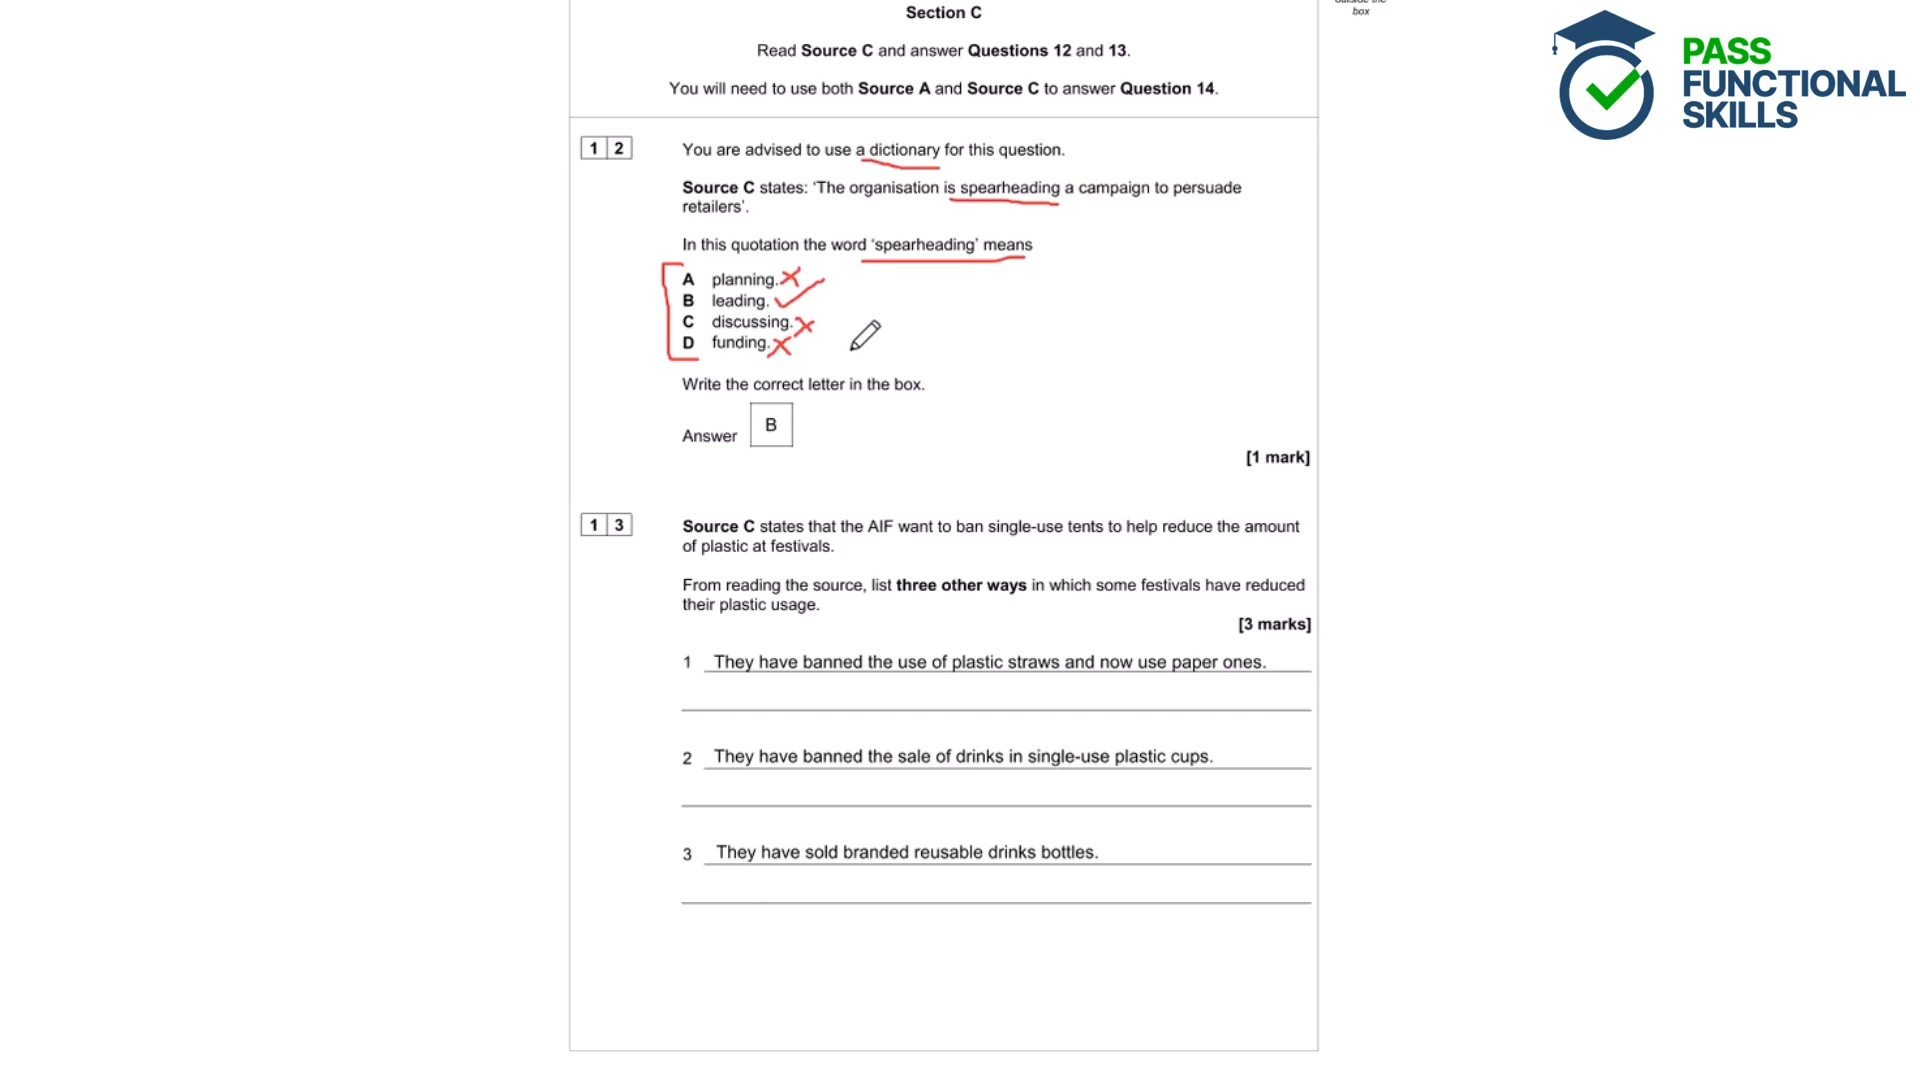 Section C
box
Read Source C and answer Questions 12 and 13.
You will need to use both Source A and Source C to answer Question 14.
PASS
FUNCTIONAL
SKILLS
1 2
You are advised to use a dictionary for this question.
Source C states: ‘The organisation is spearheading a campaign to persuade
retailers’.
In this quotation the word ‘spearheading’ means
A planning.
B leading.
C discussing.
D funding.
Write the correct letter in the box.
Answer B
[1 mark]
1 3
Source C states that the AIF want to ban single-use tents to help reduce the amount
of plastic at festivals.
From reading the source, list three other ways in which some festivals have reduced
their plastic usage.
[3 marks]
1 They have banned the use of plastic straws and now use paper ones.
2 They have banned the sale of drinks in single-use plastic cups.
3 They have sold branded reusable drinks bottles.